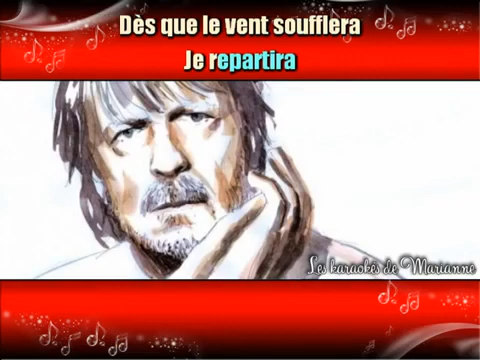 Dès que le vent soufflera
Je repartira
Les karaokés de Marianne